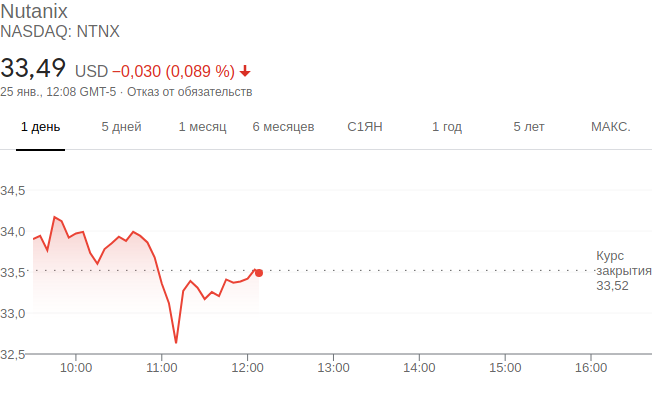 Nutanix
NASDAQ: NTNX
33,49 USD −0,030 (0,089 %)
25 янв., 12:08 GMT-5 · Отказ от обязательств
1 день 5 дней 1 месяц 6 месяцев С1ЯН 1 год 5 лет МАКС.
34,5
34,0
33,5
33,0
32,5
Курс
закрытия
33,52
10:00 11:00 12:00 13:00 14:00 15:00 16:00